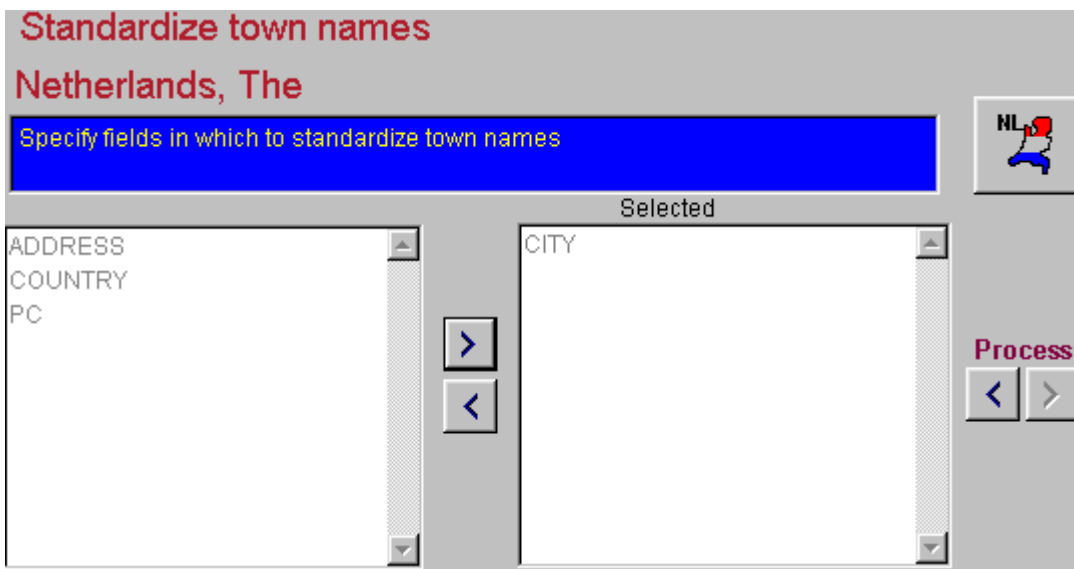 Standardize town names
Netherlands, The
Specify fields in which to standardize town names
NL
Selected
ADDRESS
COUNTRY
PC
CITY
>
<
Process
< >